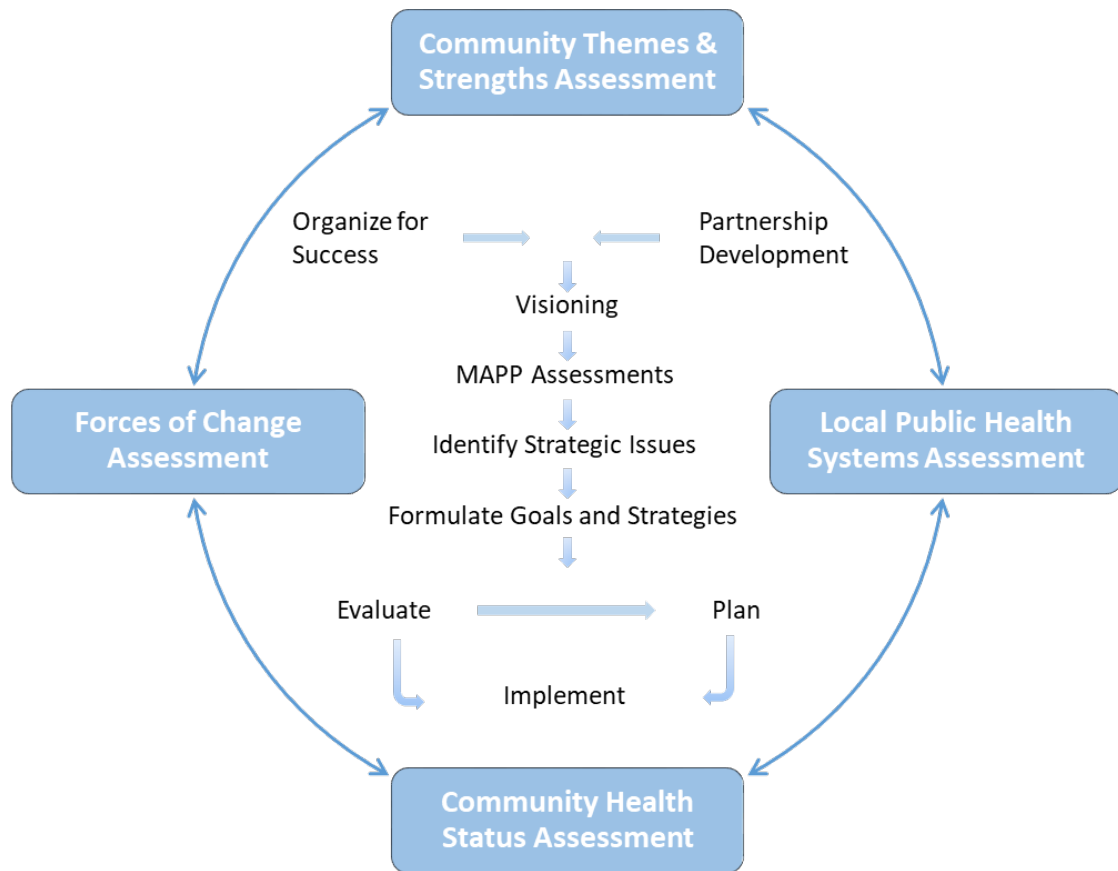 Community Themes &
Strengths Assessment
Organize for
Success
Partnership
Development
Visioning
MAPP Assessments
Forces of Change
Assessment
Local Public Health
Systems Assessment
Identify Strategic Issues
Formulate Goals and Strategies
Evaluate
Plan
Implement
Community Health
Status Assessment